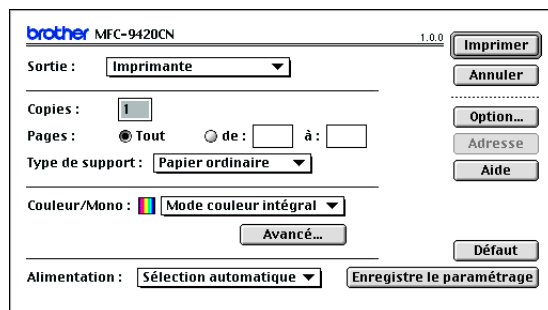 brother MFC-9420CN 1.0.0
Imprimer
Sortie : Imprimante
Annuler
Copies : 1
Option...
Pages : Tout de : à :
Adresse
Type de support : Papier ordinaire
Aide
Couleur/Mono : Mode couleur intégral
Avancé...
Défaut
Alimentation : Sélection automatique
Enregistre le paramétrage